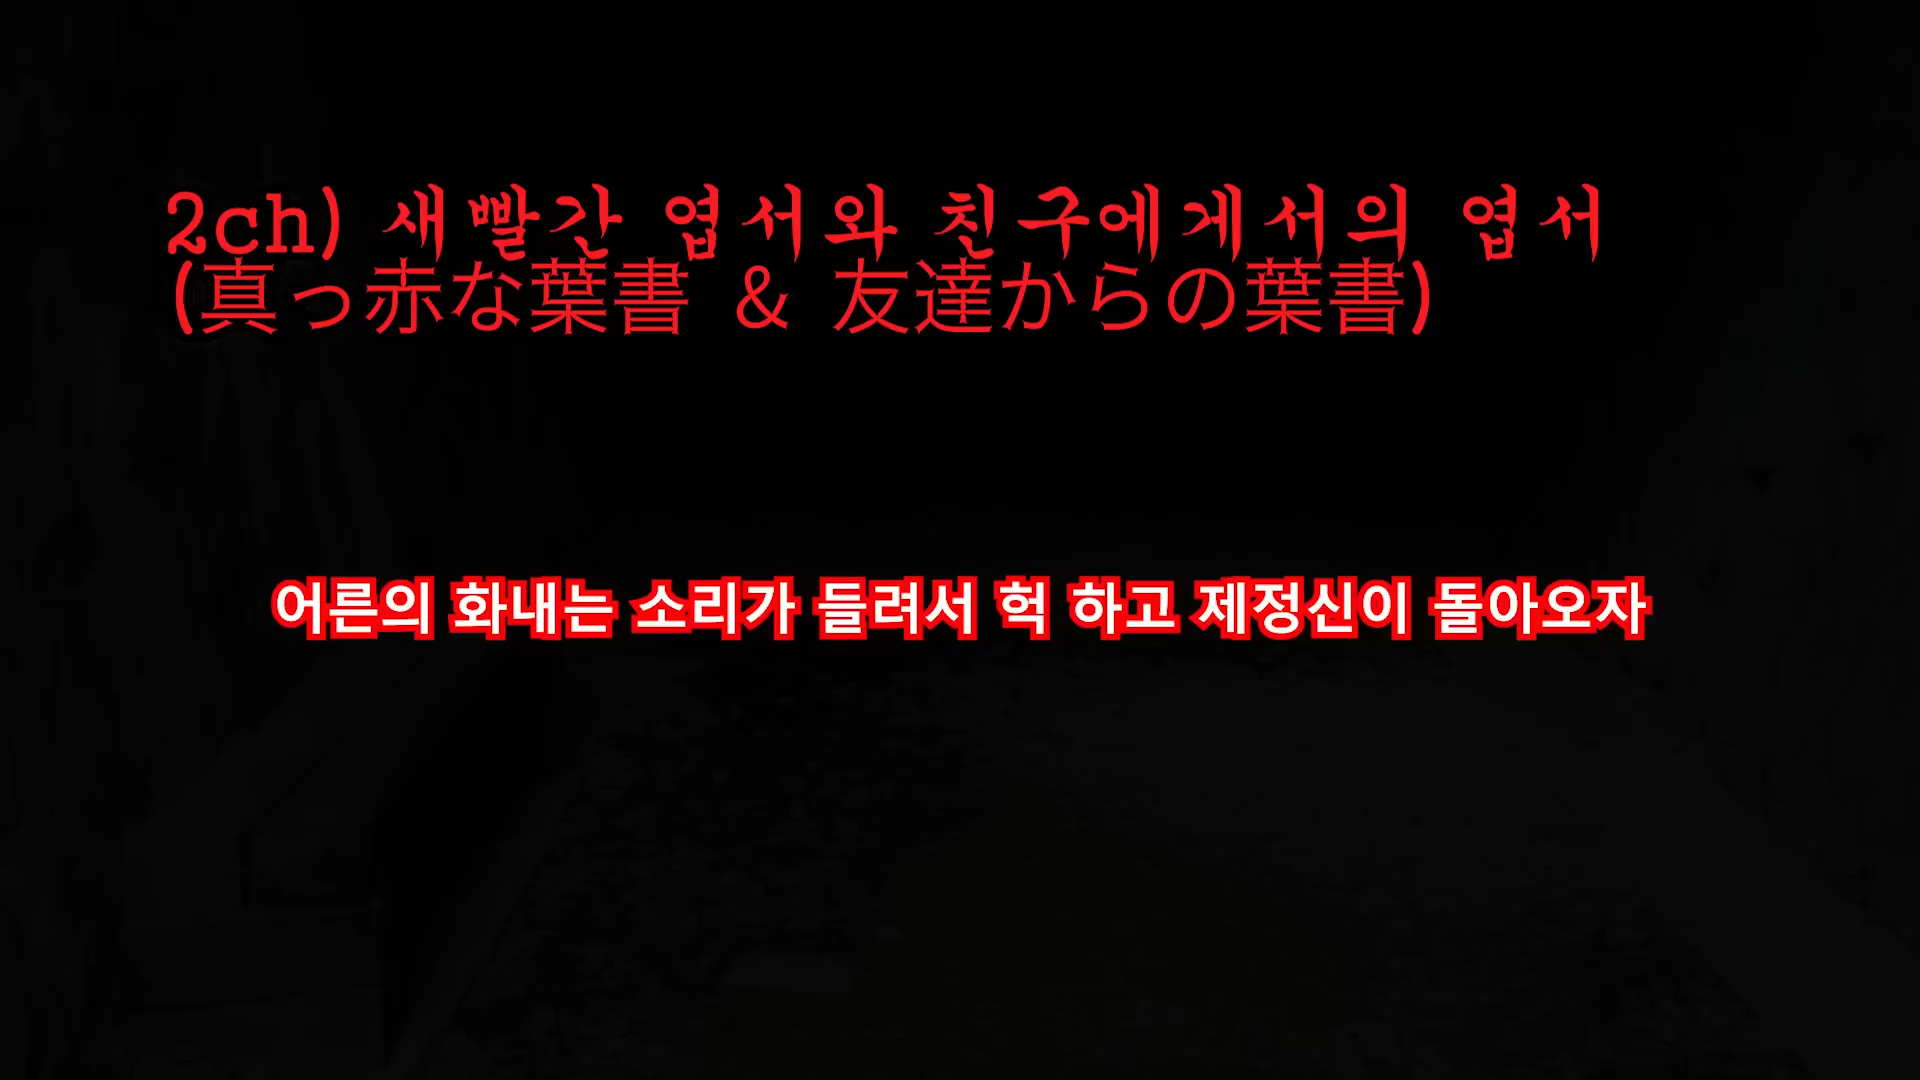 2ch) 새빨간 엽서와 친구에게서의 엽서
(真っ赤な葉書 & 友達からの葉書)
어른의 화내는 소리가 들려서 헉 하고 제정신이 돌아오자